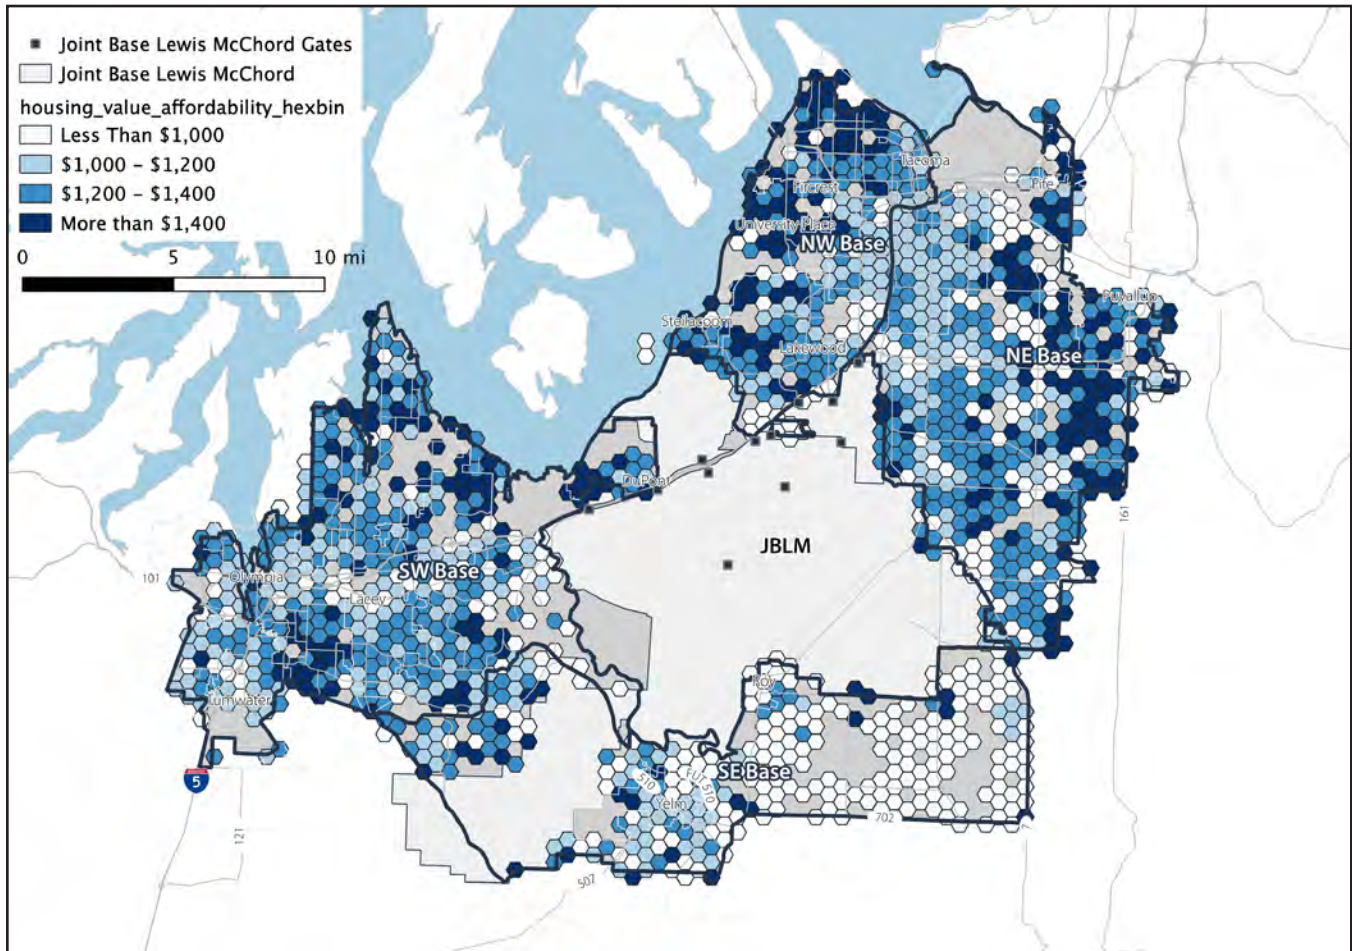 Joint Base Lewis McChord Gates
Joint Base Lewis McChord
housing_value_affordability_hexbin
Less Than $1,000
$1,000 – $1,200
$1,200 – $1,400
More than $1,400
0 5 10 mi
Tacoma
Fife
Fircrest
University Place
NW Base
Puyallup
Steilacoom
Lakewood
NE Base
DuPont
161
JBLM
SW Base
101
Olympia
Lacey
Roy
Tumwater
5
SE Base
510
FUT 510
Yelm
702
7
121
507